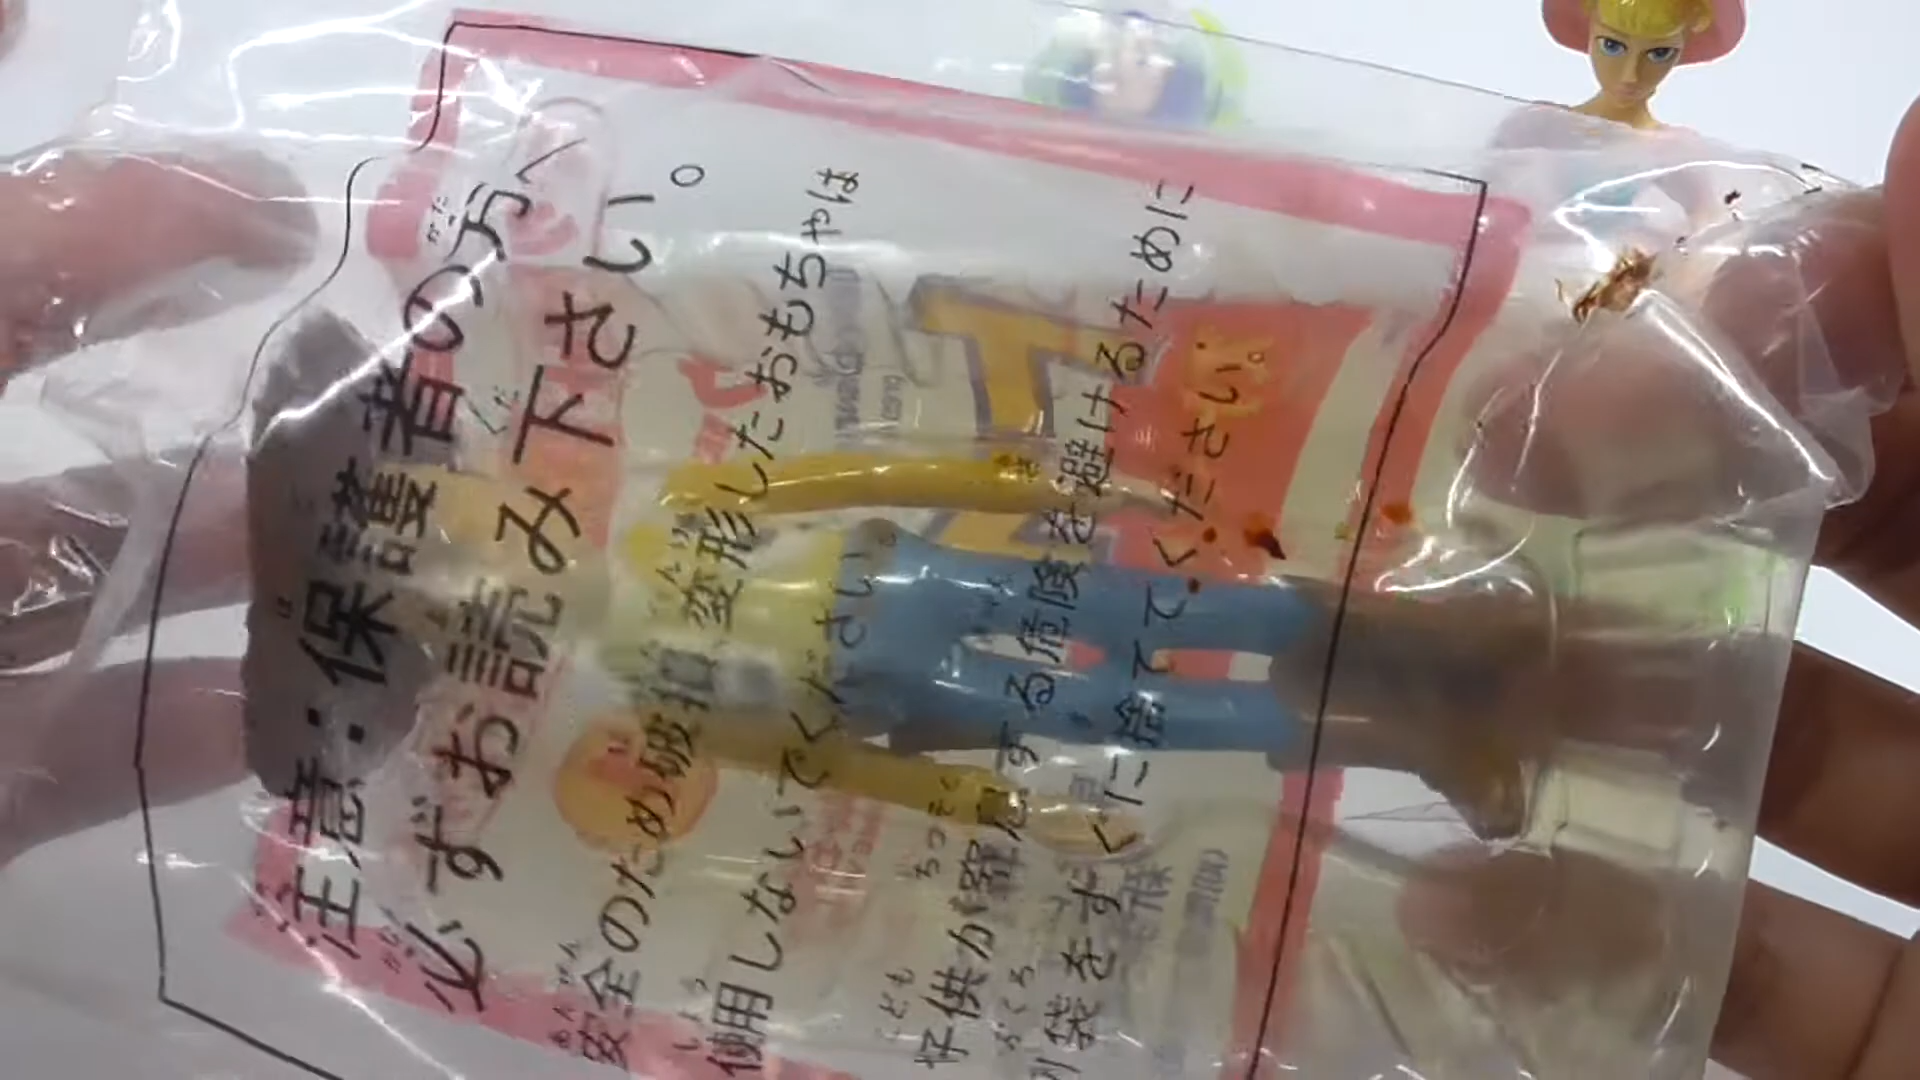 注意：保護者の方へ
必ずお読み下さい。
安全のため破損、変形したおもちゃは
使用しないでください。
子供が窒息する危険を避けるために
袋をすぐに捨ててください。